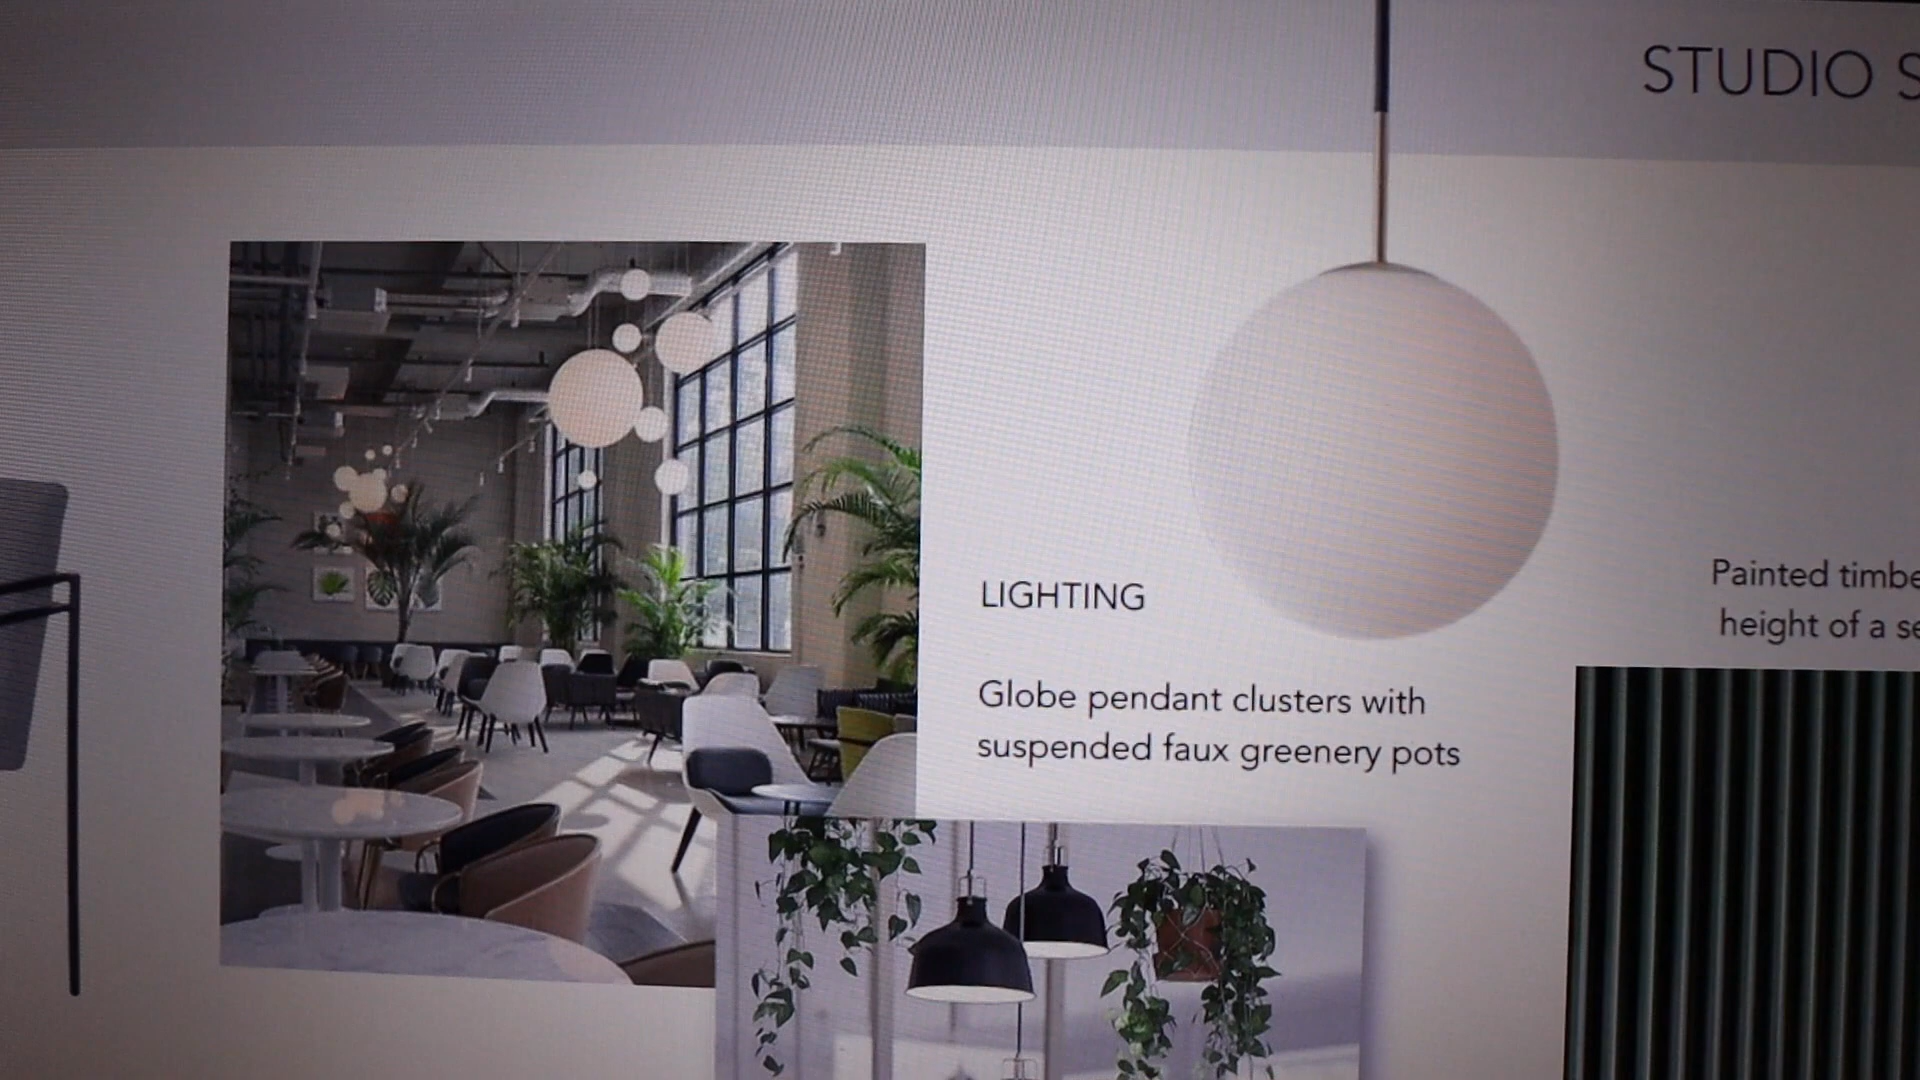 STUDIO
LIGHTING
Globe pendant clusters with
suspended faux greenery pots
Painted
height of a